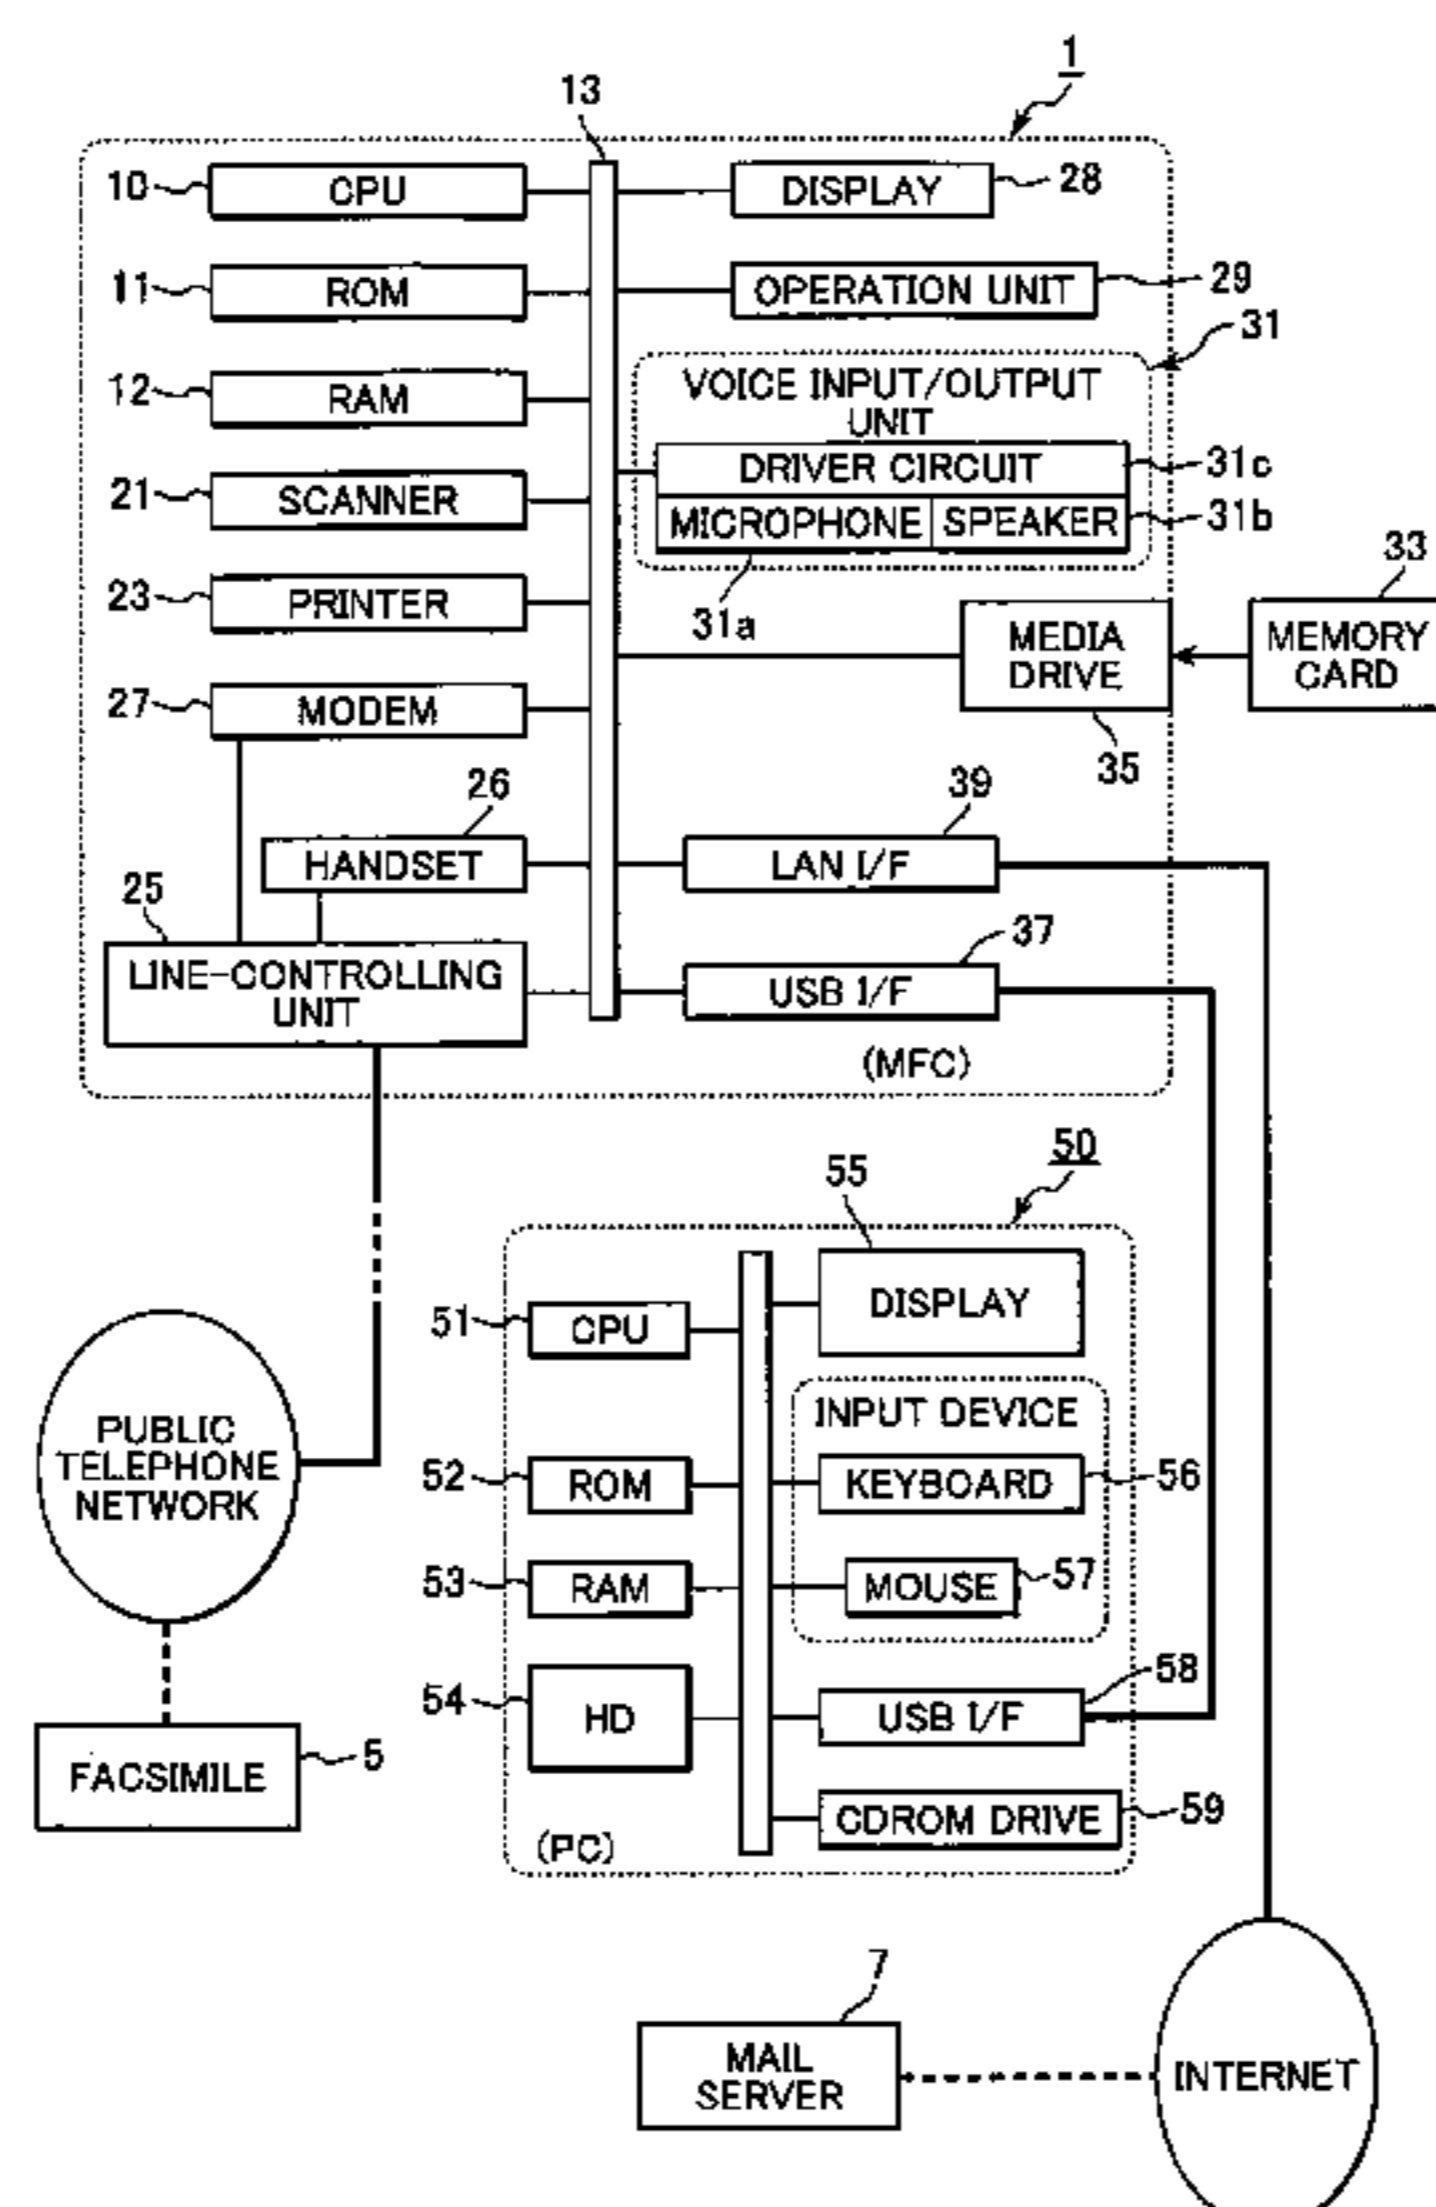 1
13
10
CPU
DISPLAY
28
11
ROM
OPERATION UNIT
29
31
12
RAM
VOICE INPUT/OUTPUT
UNIT
DRIVER CIRCUIT
31c
21
SCANNER
MICROPHONE
SPEAKER
31b
33
23
PRINTER
31a
MEDIA
DRIVE
MEMORY
CARD
27
MODEM
35
26
39
HANDSET
LAN I/F
25
37
LINE-CONTROLLING
UNIT
USB I/F
(MFC)
50
55
51
CPU
DISPLAY
PUBLIC
TELEPHONE
NETWORK
INPUT DEVICE
52
ROM
KEYBOARD
56
53
RAM
MOUSE
57
58
54
HD
USB I/F
FACSIMILE
5
CDROM DRIVE
59
(PC)
7
MAIL
SERVER
INTERNET